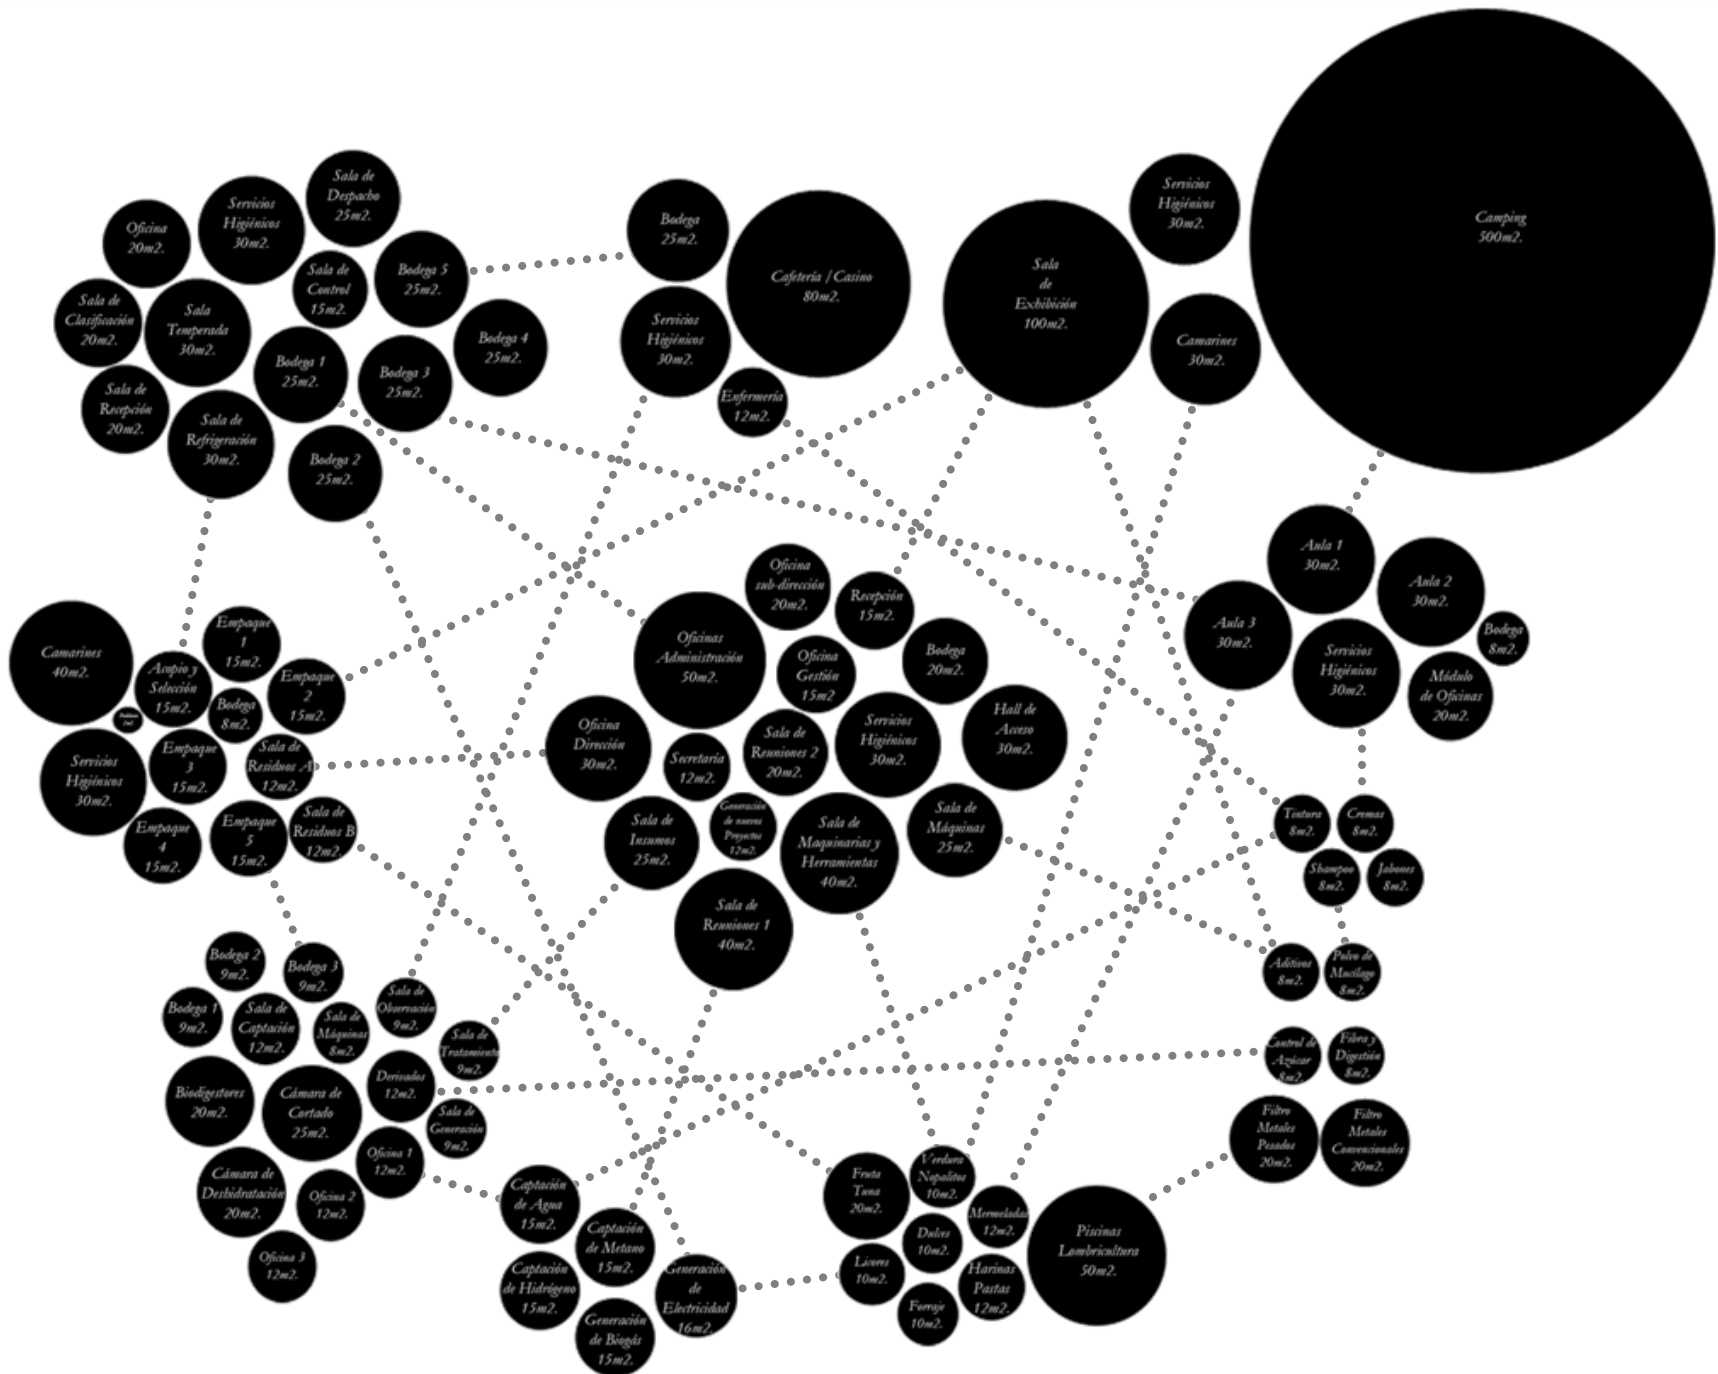 Camping
500m2.
Sala de
Despacho
25m2.
Servicios
Higiénicos
30m2.
Oficina
20m2.
Sala de
Control
15m2.
Bodega 5
25m2.
Sala de
Clasificación
20m2.
Sala
Temperada
30m2.
Bodega 1
25m2.
Bodega 3
25m2.
Bodega 4
25m2.
Sala de
Recepción
20m2.
Sala de
Refrigeración
30m2.
Bodega 2
25m2.
Bodega
25m2.
Cafetería / Casino
80m2.
Servicios
Higiénicos
30m2.
Enfermería
12m2.
Sala
de
Exhibición
100m2.
Servicios
Higiénicos
30m2.
Camarines
30m2.
Aula 1
30m2.
Aula 2
30m2.
Aula 3
30m2.
Servicios
Higiénicos
30m2.
Bodega
8m2.
Módulo
de Oficinas
20m2.
Camarines
40m2.
Acopio y
Selección
15m2.
Empaque
1
15m2.
Empaque
2
15m2.
Bodega
8m2.
Servicios
Higiénicos
30m2.
Empaque
3
15m2.
Sala de
Residuos A
12m2.
Empaque
4
15m2.
Empaque
5
15m2.
Sala de
Residuos B
12m2.
Oficina
sub-dirección
20m2.
Recepción
15m2.
Oficinas
Administración
50m2.
Oficina
Gestión
15m2
Bodega
20m2.
Oficina
Dirección
30m2.
Secretaría
12m2.
Sala de
Reuniones 2
20m2.
Servicios
Higiénicos
30m2.
Hall de
Acceso
30m2.
Sala de
Insumos
25m2.
Generación
de nuevos
Proyectos
12m2.
Sala de
Maquinarias y
Herramientas
40m2.
Sala de
Máquinas
25m2.
Sala de
Reuniones 1
40m2.
Tintura
8m2.
Cremas
8m2.
Shampoo
8m2.
Jabones
8m2.
Aditivos
8m2.
Polvo de
Mucílago
8m2.
Control de
Azúcar
8m2.
Fibra y
Digestión
8m2.
Filtro
Metales
Pesados
20m2.
Filtro
Metales
Convencionales
20m2.
Bodega 2
9m2.
Bodega 3
9m2.
Bodega 1
9m2.
Sala de
Captación
12m2.
Sala de
Máquinas
8m2.
Sala de
Observación
9m2.
Sala de
Tratamiento
9m2.
Biodigestores
20m2.
Cámara de
Cortado
25m2.
Derivados
12m2.
Sala de
Generación
9m2.
Oficina 1
12m2.
Cámara de
Deshidratación
20m2.
Oficina 2
12m2.
Oficina 3
12m2.
Captación
de Agua
15m2.
Captación
de Metano
15m2.
Captación
de Hidrógeno
15m2.
Generación
de
Electricidad
16m2.
Generación
de Biogás
15m2.
Fruta
Tuna
20m2.
Verdura
Nopalitos
10m2.
Mermeladas
12m2.
Dulces
10m2.
Licores
10m2.
Harinas
Pastas
12m2.
Forraje
10m2.
Piscinas
Lombricultura
50m2.